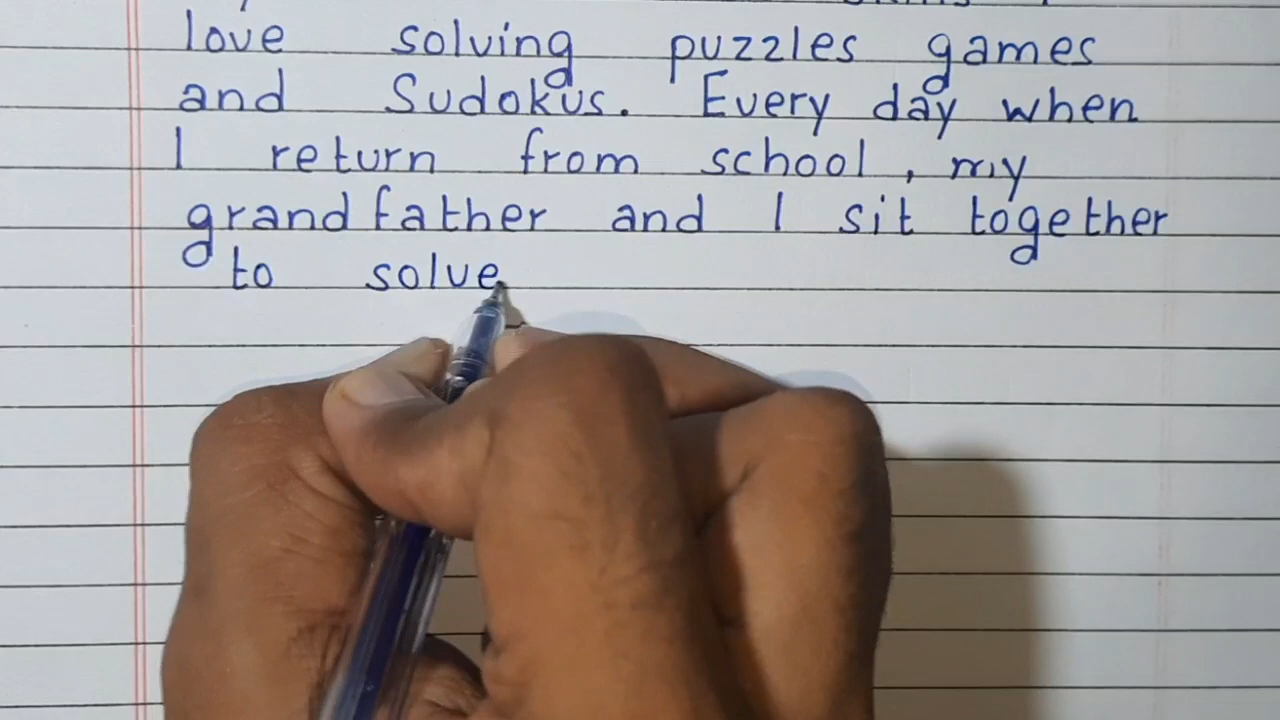 love solving puzzles games
and Sudokus. Every day when
I return from school, my
grandfather and I sit together
to solve